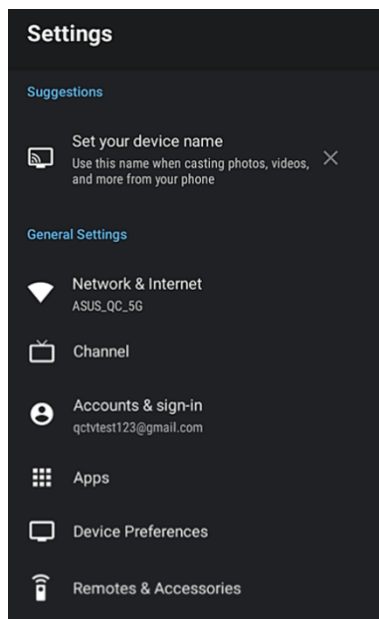 Settings
Suggestions
Set your device name
Use this name when casting photos, videos,
and more from your phone
General Settings
Network & Internet
ASUS_QC_5G
Channel
Accounts & sign-in
qctvtest123@gmail.com
Apps
Device Preferences
Remotes & Accessories